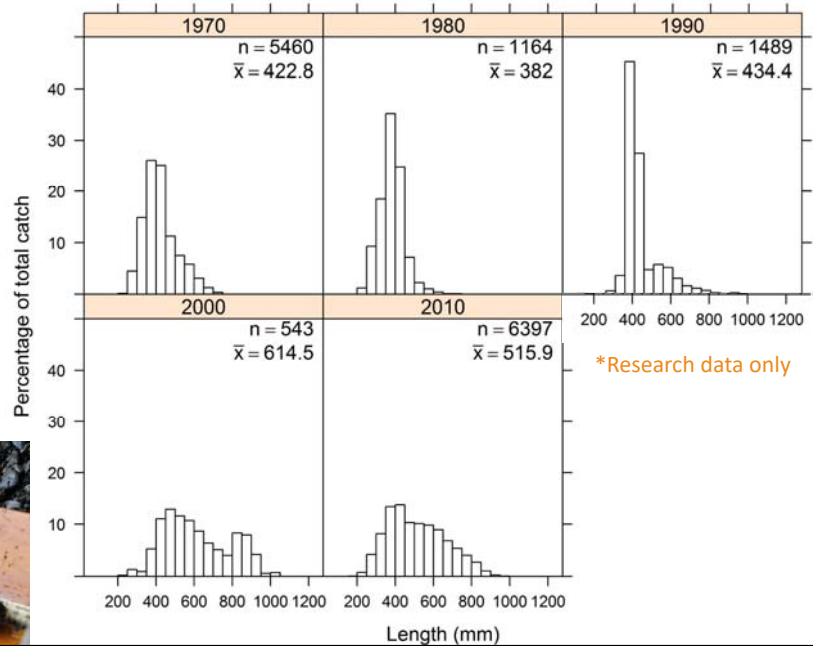 1970 1980 1990
n = 5460 n = 1164 n = 1489
x̄ = 422.8 x̄ = 382 x̄ = 434.4
40
30
20
10
Percentage of total catch
200 400 600 800 1000 1200
2000 2010
n = 543 n = 6397
x̄ = 614.5 x̄ = 515.9
*Research data only
40
30
20
10
200 400 600 800 1000 1200 200 400 600 800 1000 1200
Length (mm)